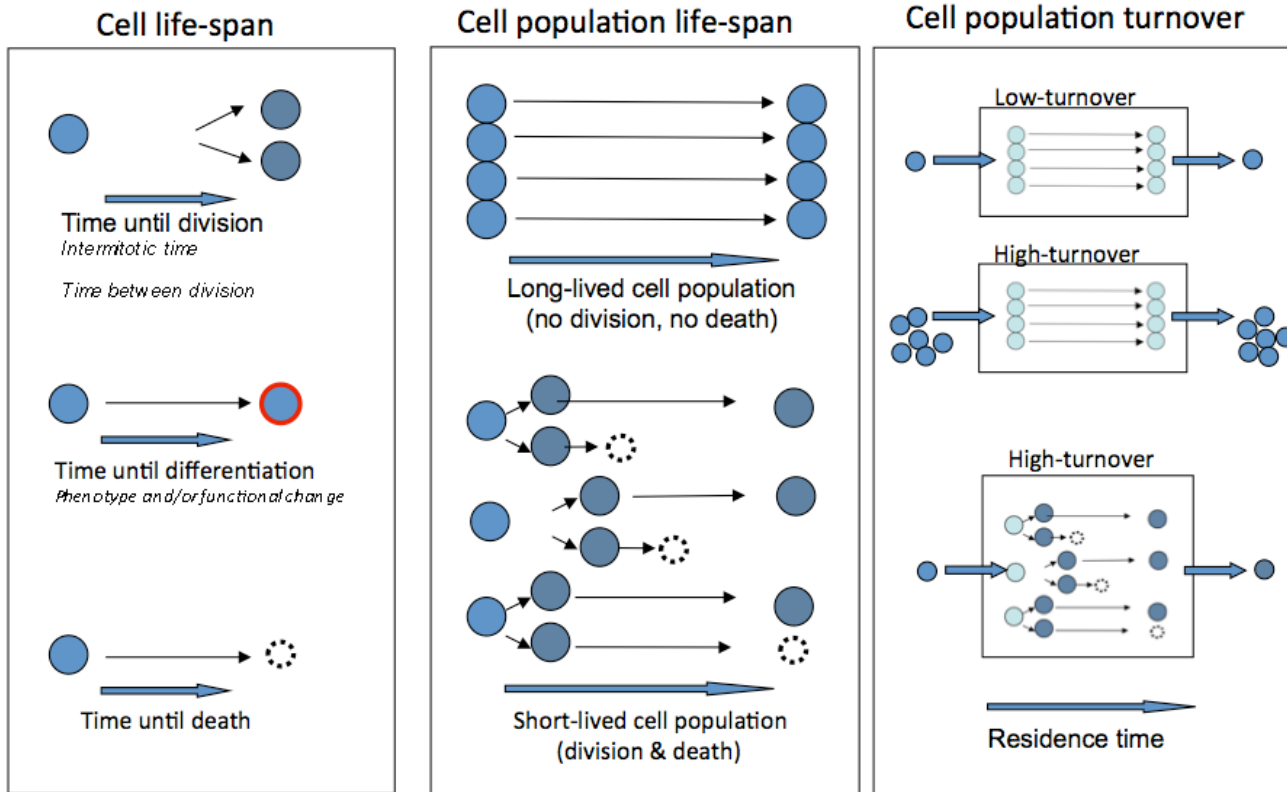 Cell life-span
Time until division
Intermitotic time
Time between division
Time until differentiation
Phenotype and/or functional change
Time until death
Cell population life-span
Long-lived cell population
(no division, no death)
Short-lived cell population
(division & death)
Cell population turnover
Low-turnover
High-turnover
High-turnover
Residence time